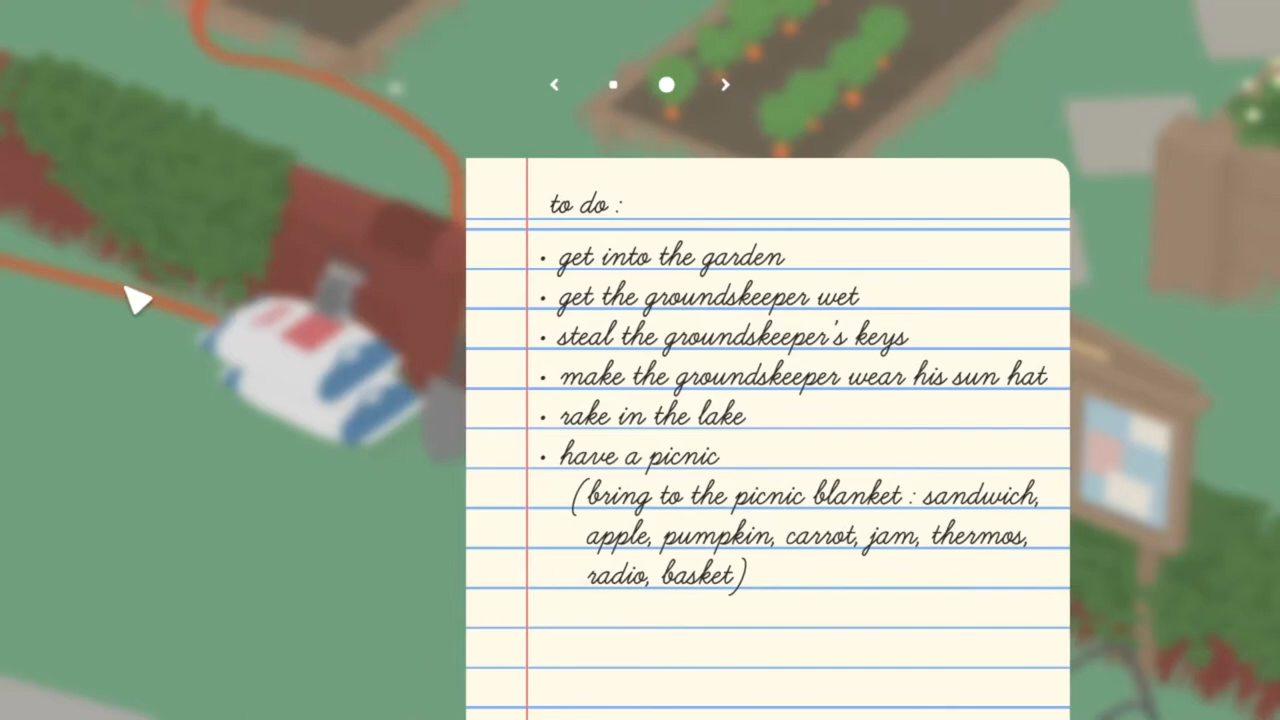 to do :
• get into the garden
• get the groundskeeper wet
• steal the groundskeeper's keys
• make the groundskeeper wear his sun hat
• rake in the lake
• have a picnic
(bring to the picnic blanket : sandwich,
apple, pumpkin, carrot, jam, thermos,
radio, basket)